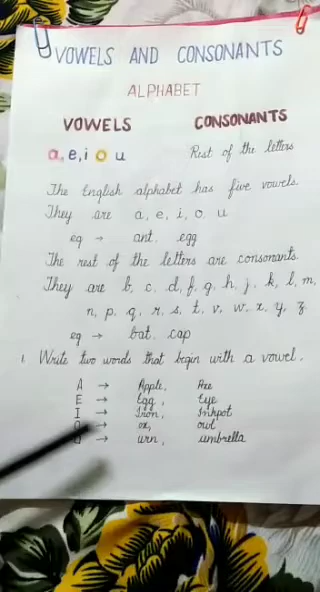 VOWELS AND CONSONANTS
ALPHABET
VOWELS CONSONANTS
a, e, i o u Rest of the letters
The English alphabet has five vowels.
They are a, e, i, o, u
eg → ant, egg
The rest of the letters are consonants.
They are b, c, d, f, g, h, j, k, l, m,
n, p, q, r, s, t, v, w, x, y, z
eg → bat, cap
1. Write two words that begin with a vowel.
A → Apple, Axe
E → Egg, Eye
I → Iron, Inkpot
O → ox, owl
→ urn, umbrella